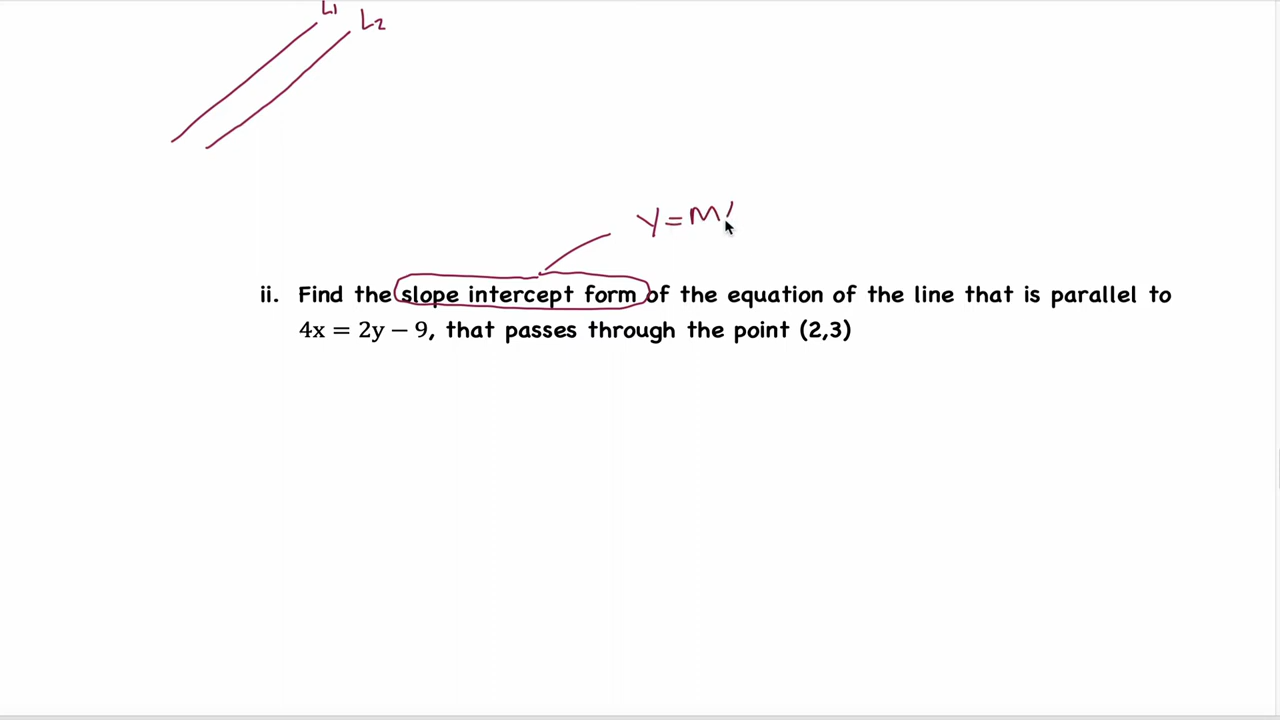 L1
L2
y = m
ii. Find the slope intercept form of the equation of the line that is parallel to
4x = 2y − 9, that passes through the point (2,3)